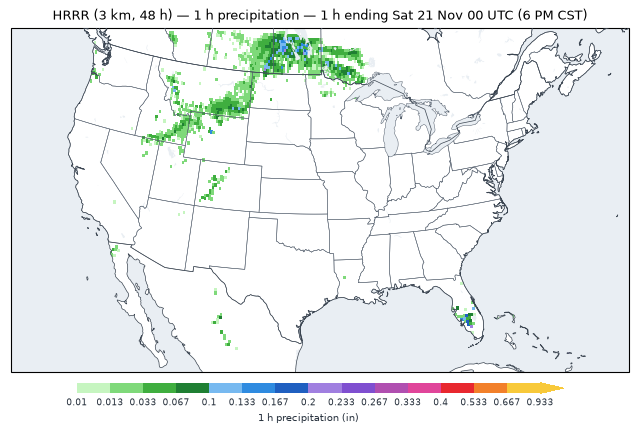 HRRR (3 km, 48 h) — 1 h precipitation — 1 h ending Sat 21 Nov 00 UTC (6 PM CST)
0.01 0.013 0.033 0.067 0.1 0.133 0.167 0.2 0.233 0.267 0.333 0.4 0.533 0.667 0.933
1 h precipitation (in)